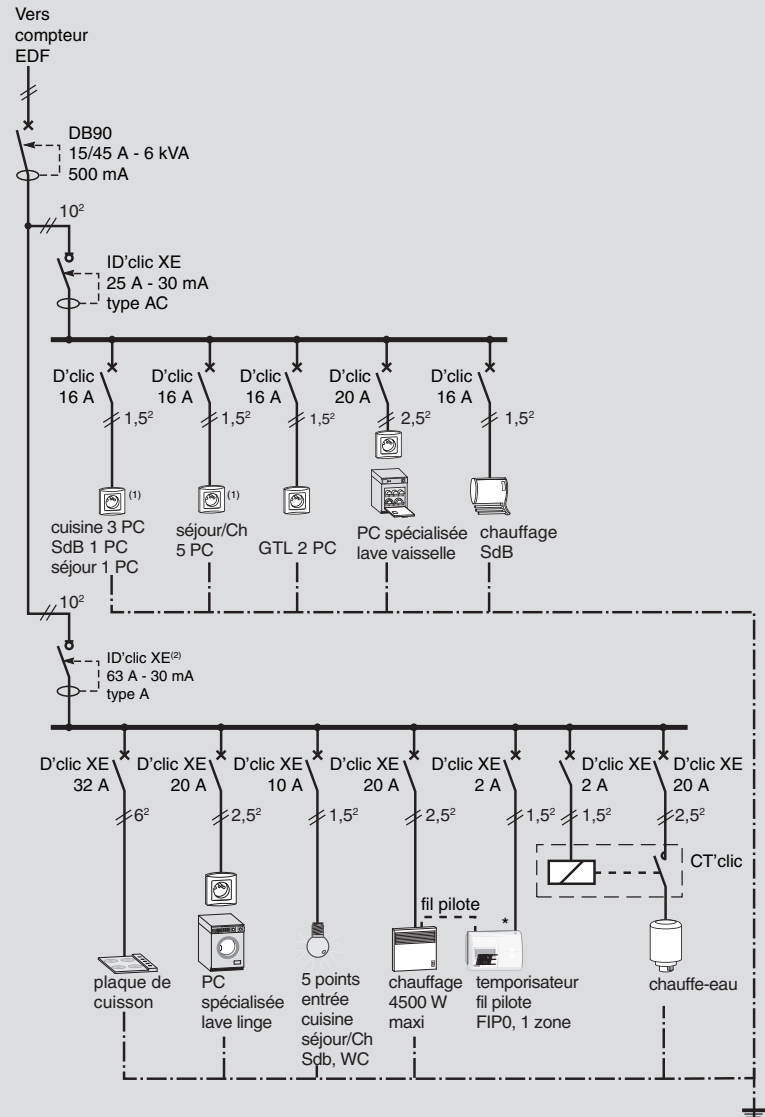 Vers
compteur
EDF
DB90
15/45 A - 6 kVA
500 mA
10²
ID'clic XE
25 A - 30 mA
type AC
D'clic
16 A
D'clic
16 A
D'clic
16 A
D'clic
20 A
D'clic
16 A
1,5²
1,5²
1,5²
2,5²
1,5²
(1)
(1)
cuisine 3 PC
SdB 1 PC
séjour 1 PC
séjour/Ch
5 PC
GTL 2 PC
PC spécialisée
lave vaisselle
chauffage
SdB
10²
ID'clic XE(2)
63 A - 30 mA
type A
D'clic XE
32 A
D'clic XE
20 A
D'clic XE
10 A
D'clic XE
20 A
D'clic XE
2 A
D'clic XE
2 A
D'clic XE
20 A
6²
2,5²
1,5²
2,5²
1,5²
1,5²
2,5²
CT'clic
fil pilote
*
plaque de
cuisson
PC
spécialisée
lave linge
5 points
entrée
cuisine
séjour/Ch
Sdb, WC
chauffage
4500 W
maxi
temporisateur
fil pilote
FIP0, 1 zone
chauffe-eau